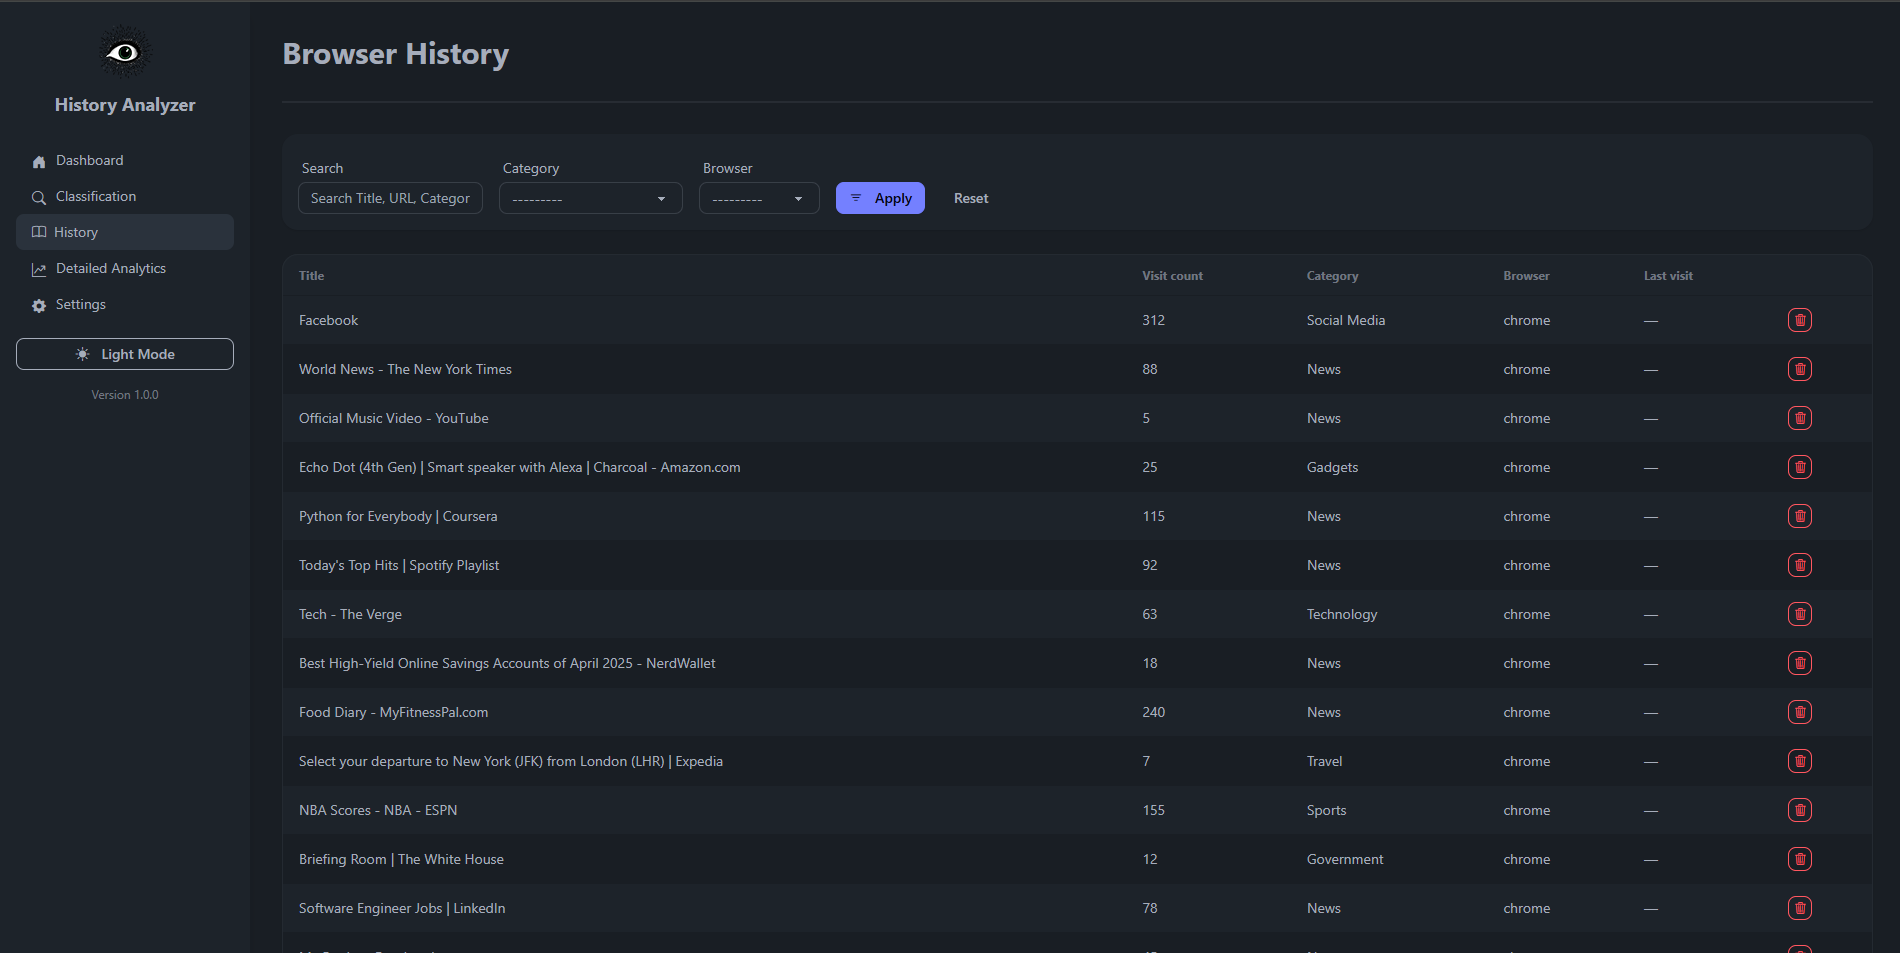 History Analyzer
Dashboard
Classification
History
Detailed Analytics
Settings
Light Mode
Version 1.0.0
Browser History
Search Category Browser
Search Title, URL, Categor --------- --------- Apply Reset
Title Visit count Category Browser Last visit
Facebook 312 Social Media chrome —
World News - The New York Times 88 News chrome —
Official Music Video - YouTube 5 News chrome —
Echo Dot (4th Gen) | Smart speaker with Alexa | Charcoal - Amazon.com 25 Gadgets chrome —
Python for Everybody | Coursera 115 News chrome —
Today's Top Hits | Spotify Playlist 92 News chrome —
Tech - The Verge 63 Technology chrome —
Best High-Yield Online Savings Accounts of April 2025 - NerdWallet 18 News chrome —
Food Diary - MyFitnessPal.com 240 News chrome —
Select your departure to New York (JFK) from London (LHR) | Expedia 7 Travel chrome —
NBA Scores - NBA - ESPN 155 Sports chrome —
Briefing Room | The White House 12 Government chrome —
Software Engineer Jobs | LinkedIn 78 News chrome —